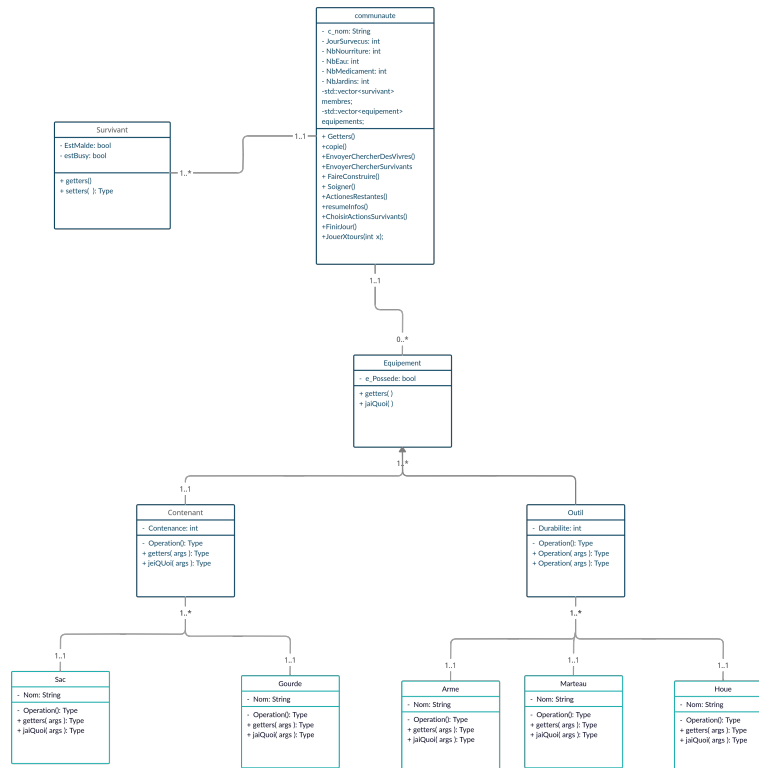 communaute
- c_nom: String
- JourSurvecus: int
- NbNourriture: int
- NbEau: int
- NbMedicament: int
- NbJardins: int
-std::vector<survivant>
membres;
-std::vector<equipement>
equipements;
+ Getters()
+copie()
+EnvoyerChercherDesVivres()
+EnvoyerChercherSurvivants
+ FaireConstruire()
+ Soigner()
+ActionesRestantes()
+resumeInfos()
+ChoisirActionsSurvivants()
+FinirJour()
+JouerXtours(int x);
Survivant
- EstMalde: bool
- estBusy: bool
+ getters()
+ setters( ): Type
1..*
1..1
1..1
0..*
Equipement
- e_Possede: bool
+ getters( )
+ jaiQuoi( )
1..*
1..1
Contenant
- Contenance: int
- Operation(): Type
+ getters( args ): Type
+ jeiQUoi( args ): Type
Outil
- Durabilite: int
- Operation(): Type
+ Operation( args ): Type
+ Operation( args ): Type
1..*
1..*
1..1
1..1
1..1
1..1
1..1
Sac
- Nom: String
- Operation(): Type
+ getters( args ): Type
+ jaiQuoi( args ): Type
Gourde
- Nom: String
- Operation(): Type
+ getters( args ): Type
+ jaiQuoi( args ): Type
Arme
- Nom: String
- Operation(): Type
+ getters( args ): Type
+ jaiQuoi( args ): Type
Marteau
- Nom: String
- Operation(): Type
+ getters( args ): Type
+ jaiQuoi( args ): Type
Houe
- Nom: String
- Operation(): Type
+ getters( args ): Type
+ jaiQuoi( args ): Type